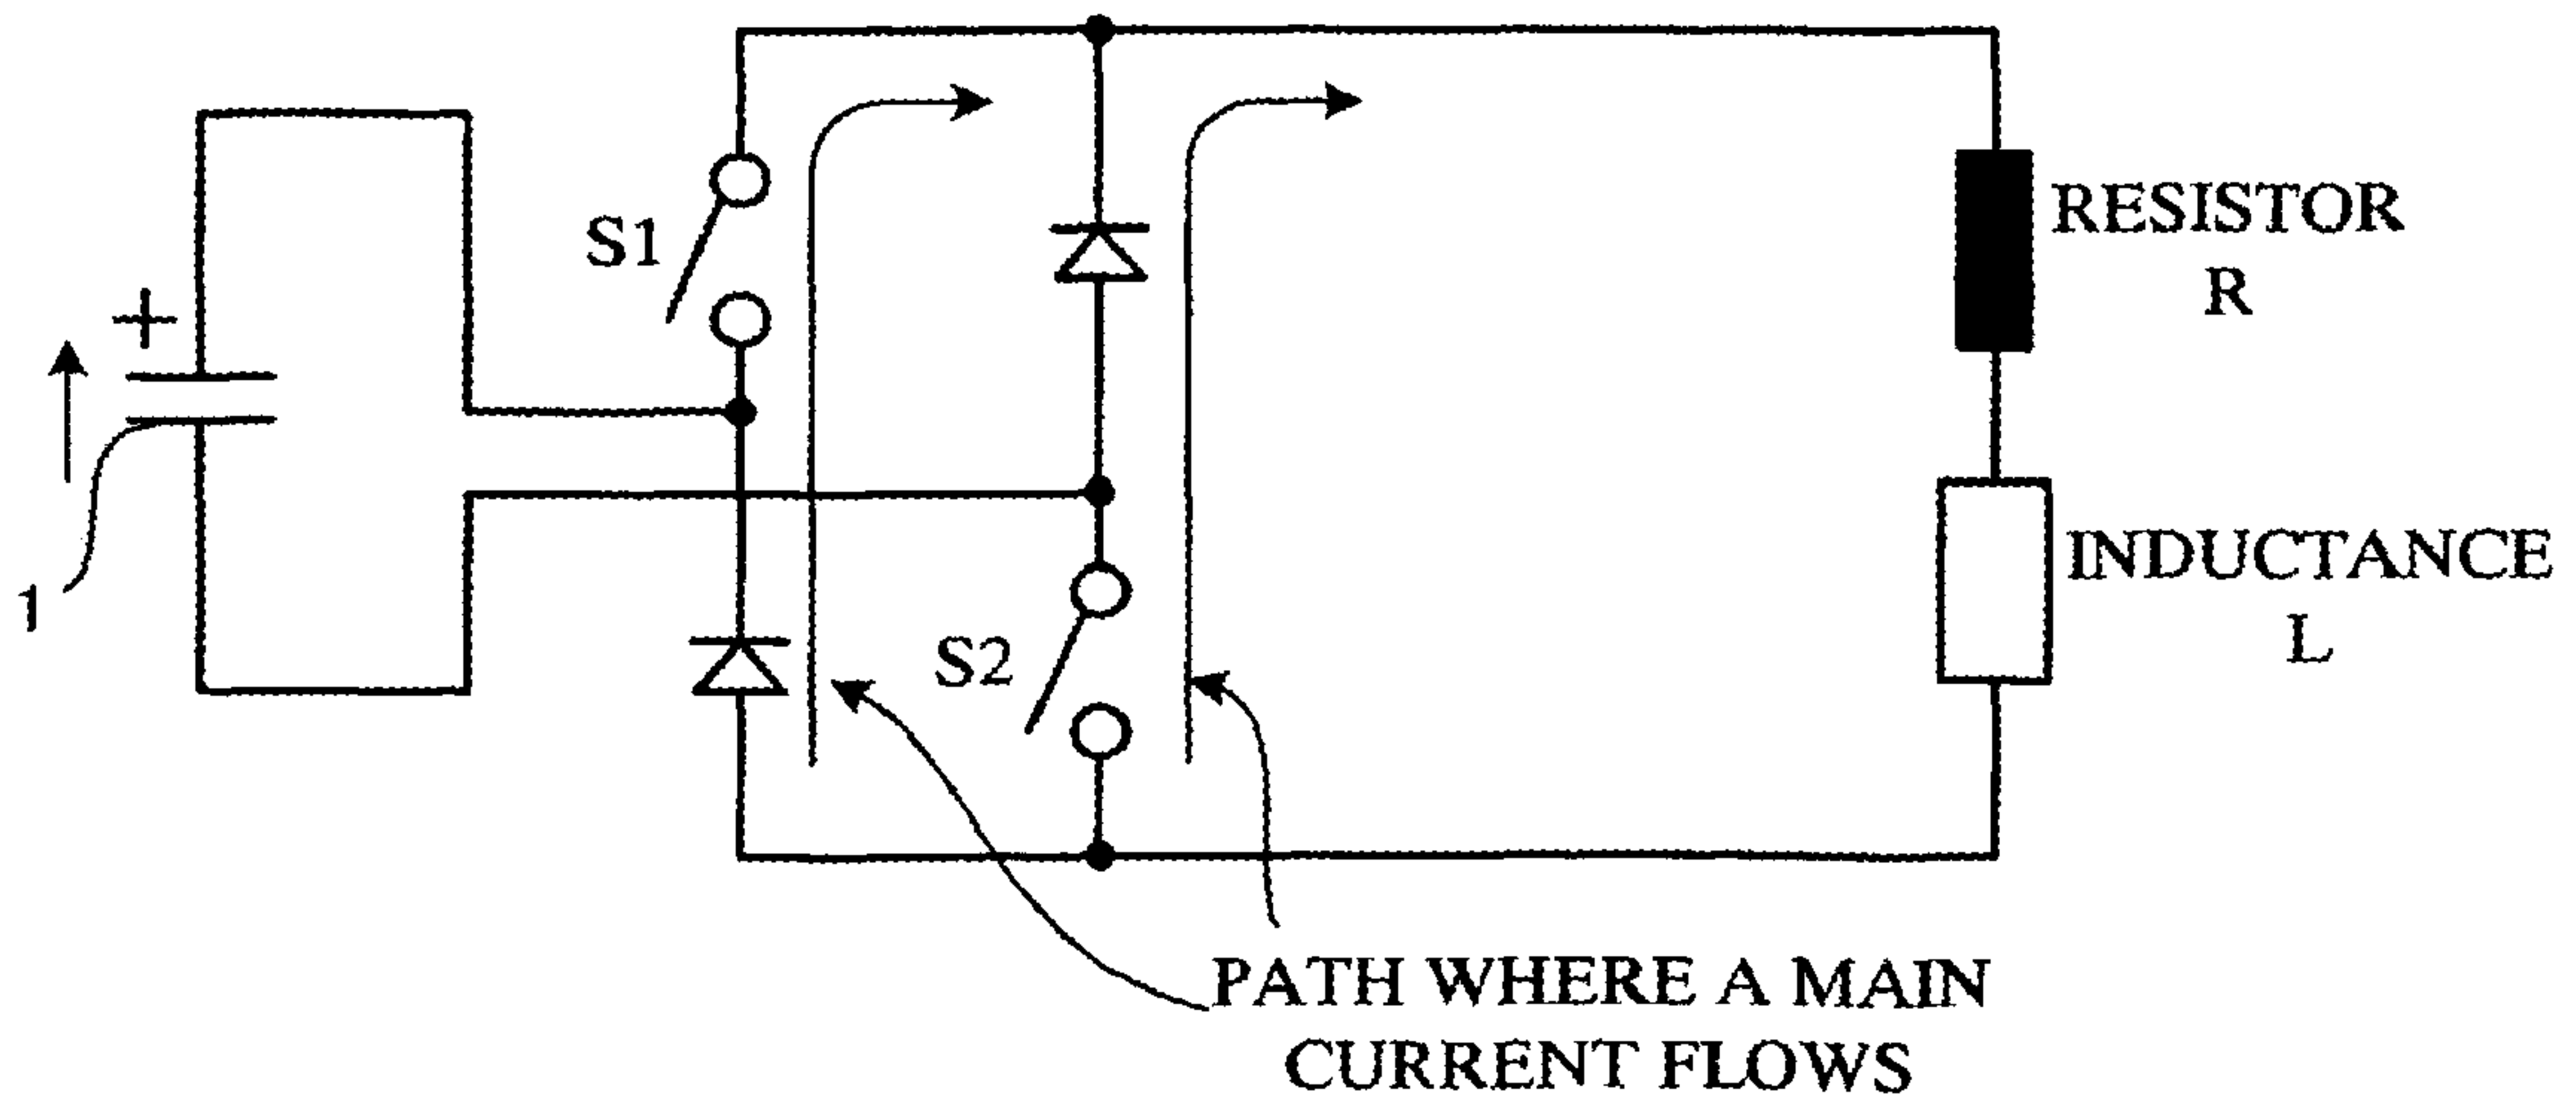 S1
+
RESISTOR
R
1
S2
INDUCTANCE
L
PATH WHERE A MAIN
CURRENT FLOWS